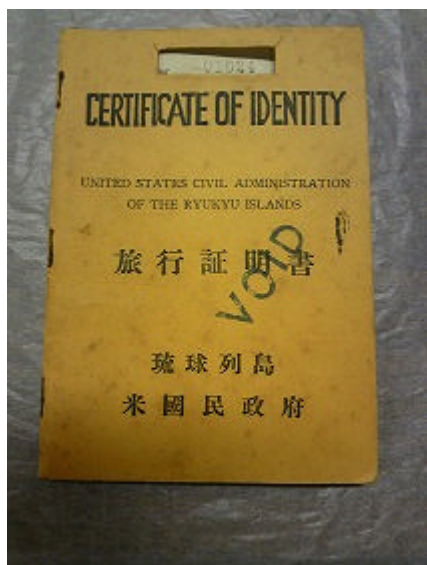 01024
CERTIFICATE OF IDENTITY
UNITED STATES CIVIL ADMINISTRATION
OF THE RYUKYU ISLANDS
旅行証明書
VOID
琉球列島
米國民政府